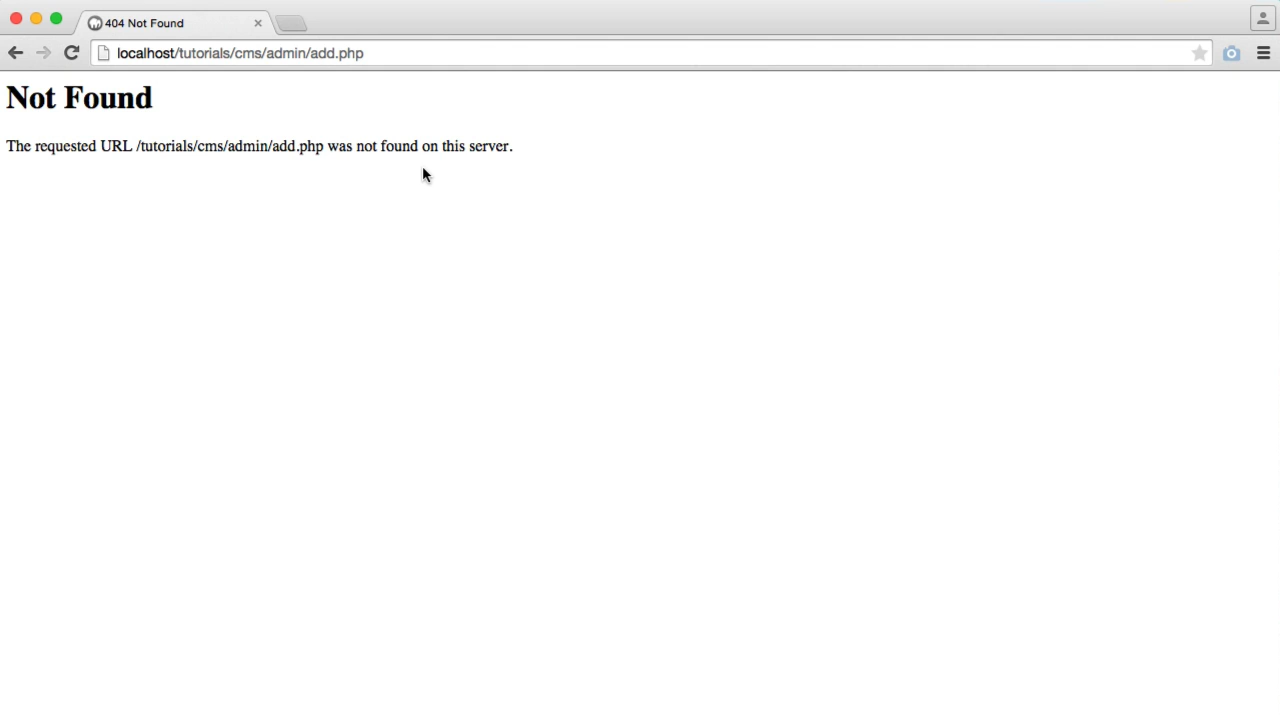 404 Not Found
localhost/tutorials/cms/admin/add.php
Not Found
The requested URL /tutorials/cms/admin/add.php was not found on this server.